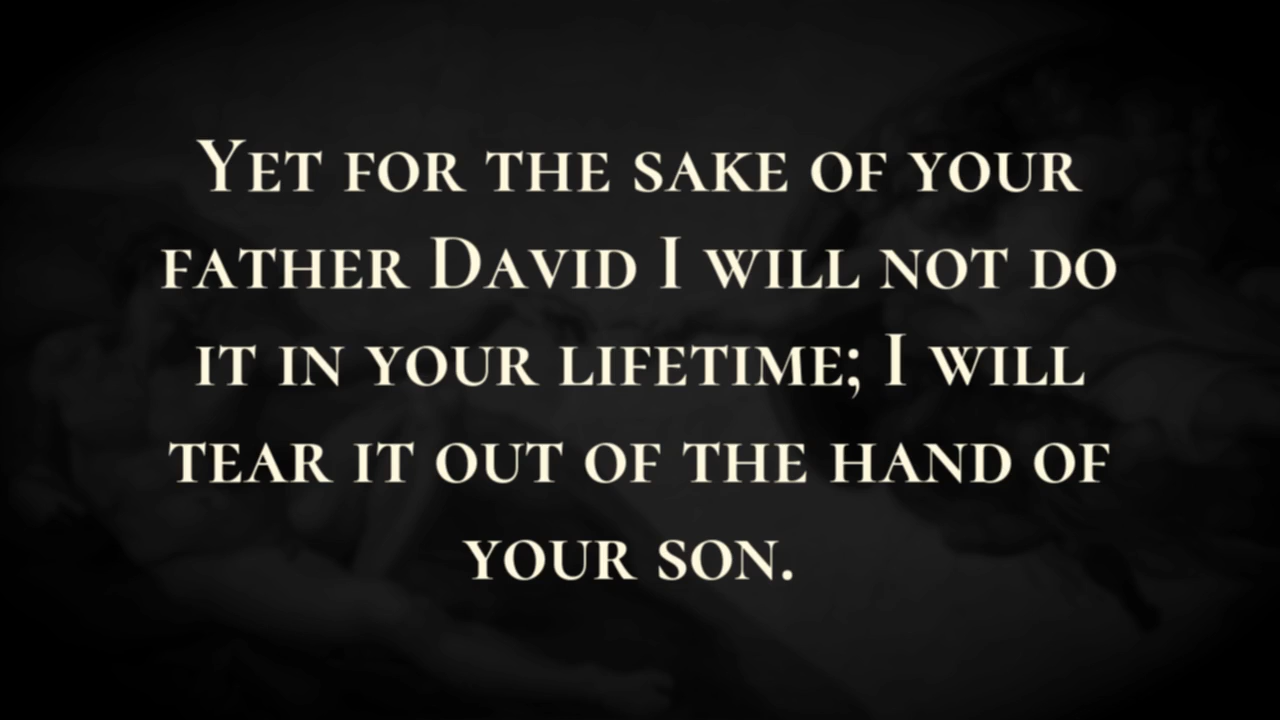 Yet for the sake of your
father David I will not do
it in your lifetime; I will
tear it out of the hand of
your son.